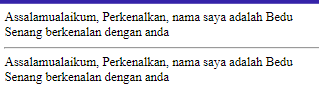 Assalamualaikum, Perkenalkan, nama saya adalah Bedu
Senang berkenalan dengan anda
Assalamualaikum, Perkenalkan, nama saya adalah Bedu
Senang berkenalan dengan anda